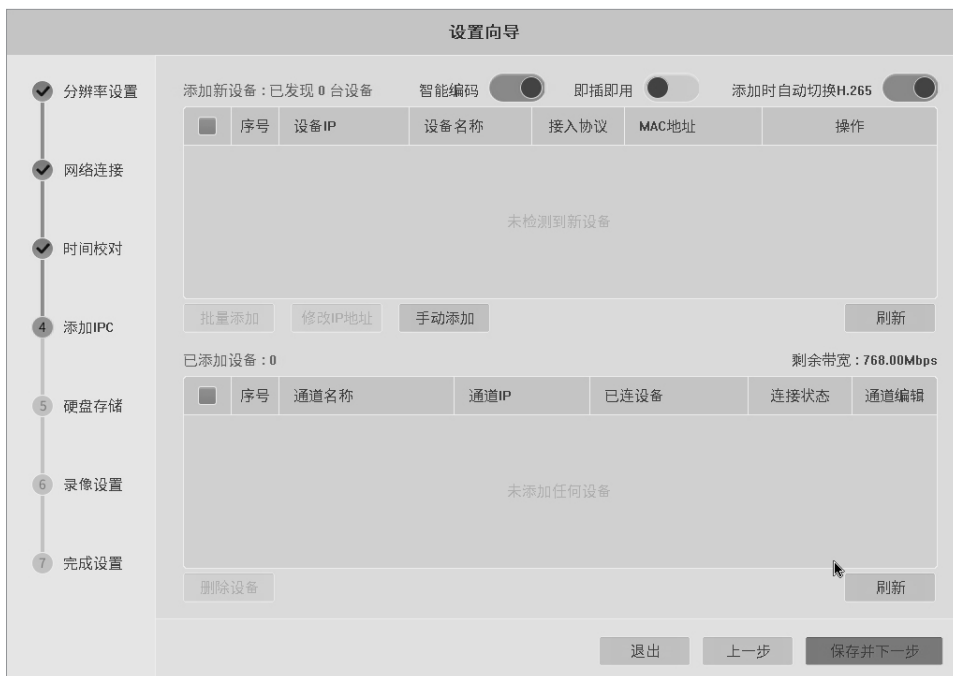 设置向导
分辨率设置
网络连接
时间校对
4 添加IPC
5 硬盘存储
6 录像设置
7 完成设置
添加新设备：已发现 0 台设备 智能编码 即插即用 添加时自动切换H.265
序号 设备IP 设备名称 接入协议 MAC地址 操作
未检测到新设备
批量添加 修改IP地址 手动添加 刷新
已添加设备：0 剩余带宽：768.00Mbps
序号 通道名称 通道IP 已连设备 连接状态 通道编辑
未添加任何设备
删除设备 刷新
退出 上一步 保存并下一步